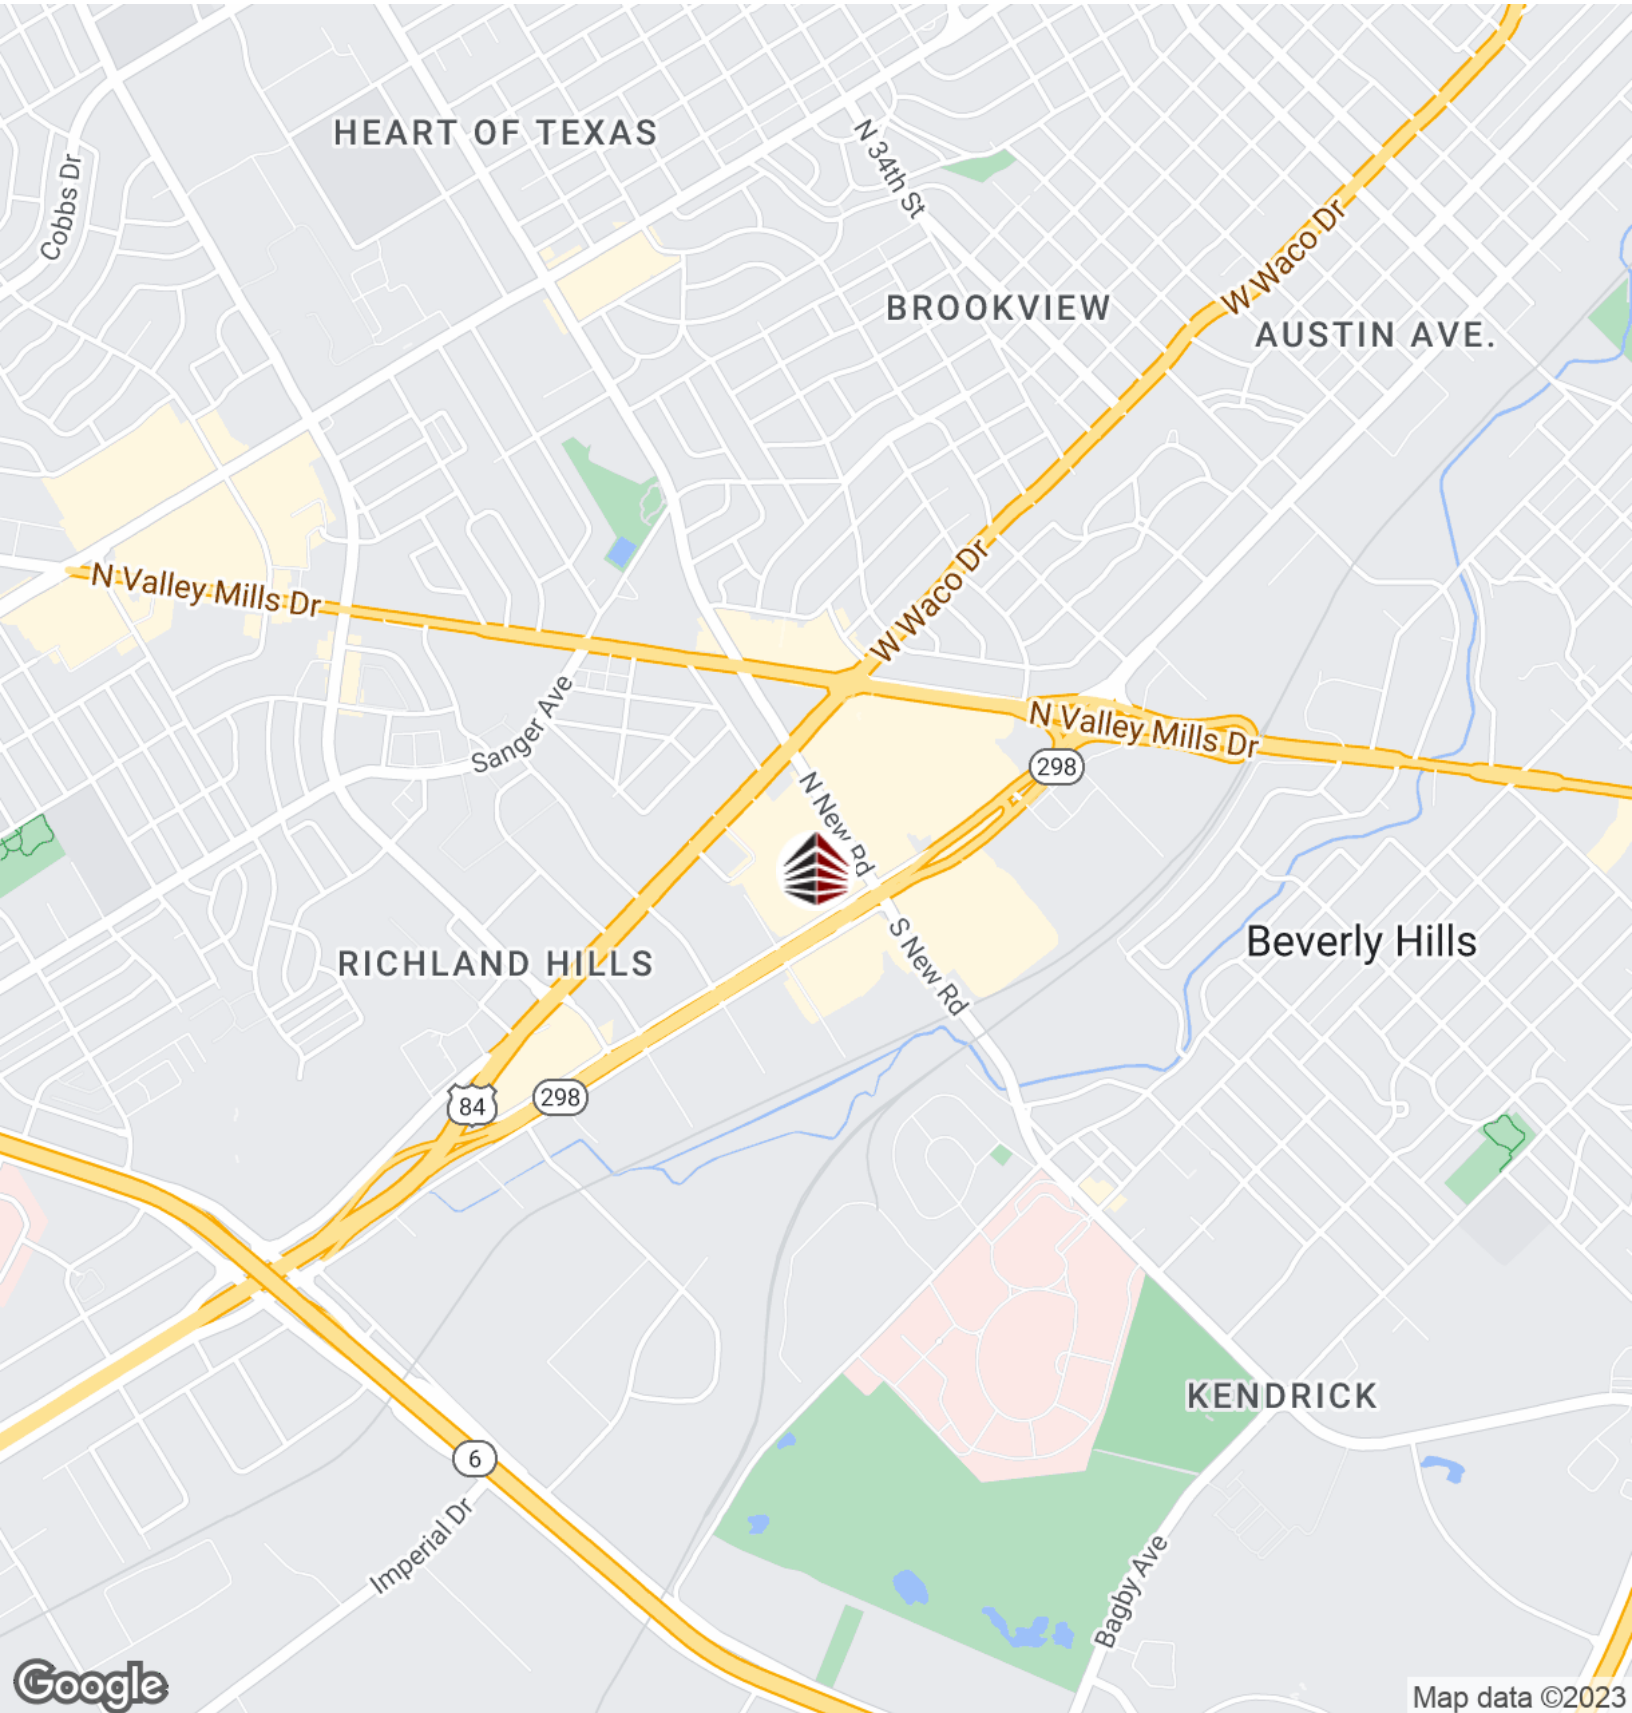 HEART OF TEXAS
N 34th St
Cobbs Dr
W Waco Dr
BROOKVIEW
AUSTIN AVE.
W Waco Dr
N Valley Mills Dr
Sanger Ave
N Valley Mills Dr
298
N New Rd
S New Rd
Beverly Hills
RICHLAND HILLS
84
298
KENDRICK
6
Imperial Dr
Bagby Ave
Google
Map data ©2023